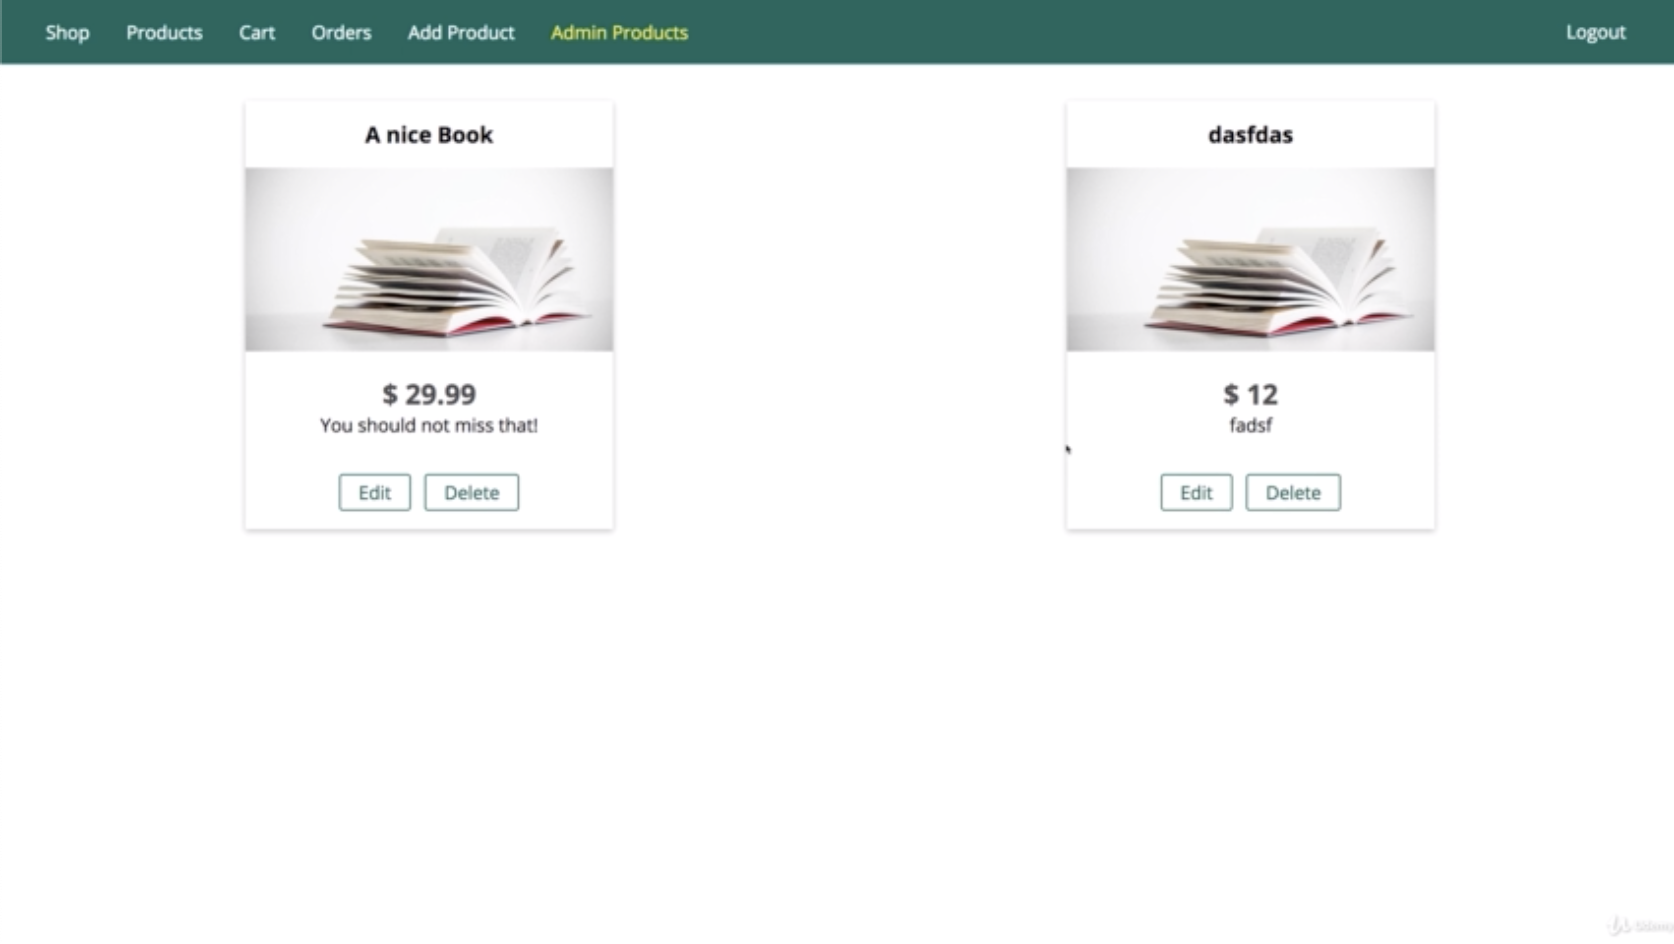 Shop Products Cart Orders Add Product Admin Products Logout
A nice Book
$ 29.99
You should not miss that!
Edit Delete
dasfdas
$ 12
fadsf
Edit Delete
Udemy